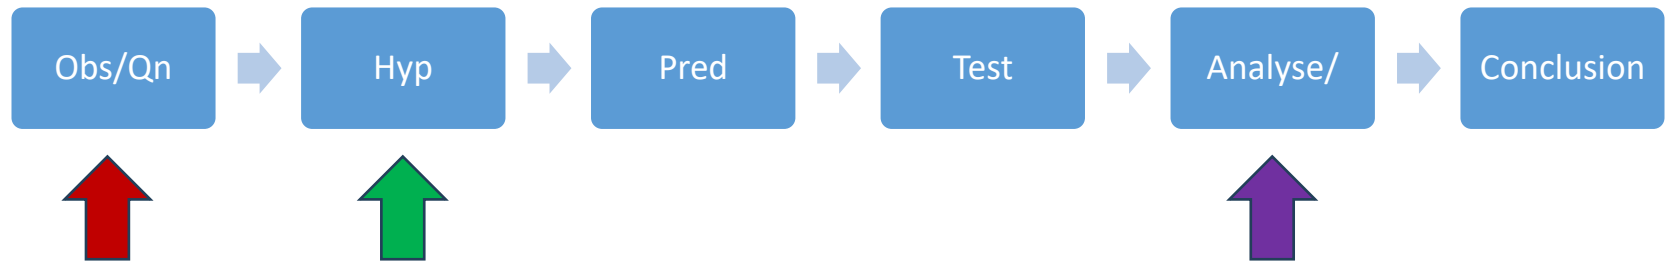 Obs/Qn
Hyp
Pred
Test
Analyse/
Conclusion